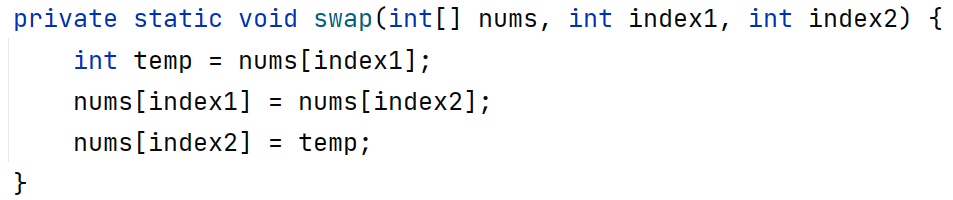 private static void swap(int[] nums, int index1, int index2) {
    int temp = nums[index1];
    nums[index1] = nums[index2];
    nums[index2] = temp;
}